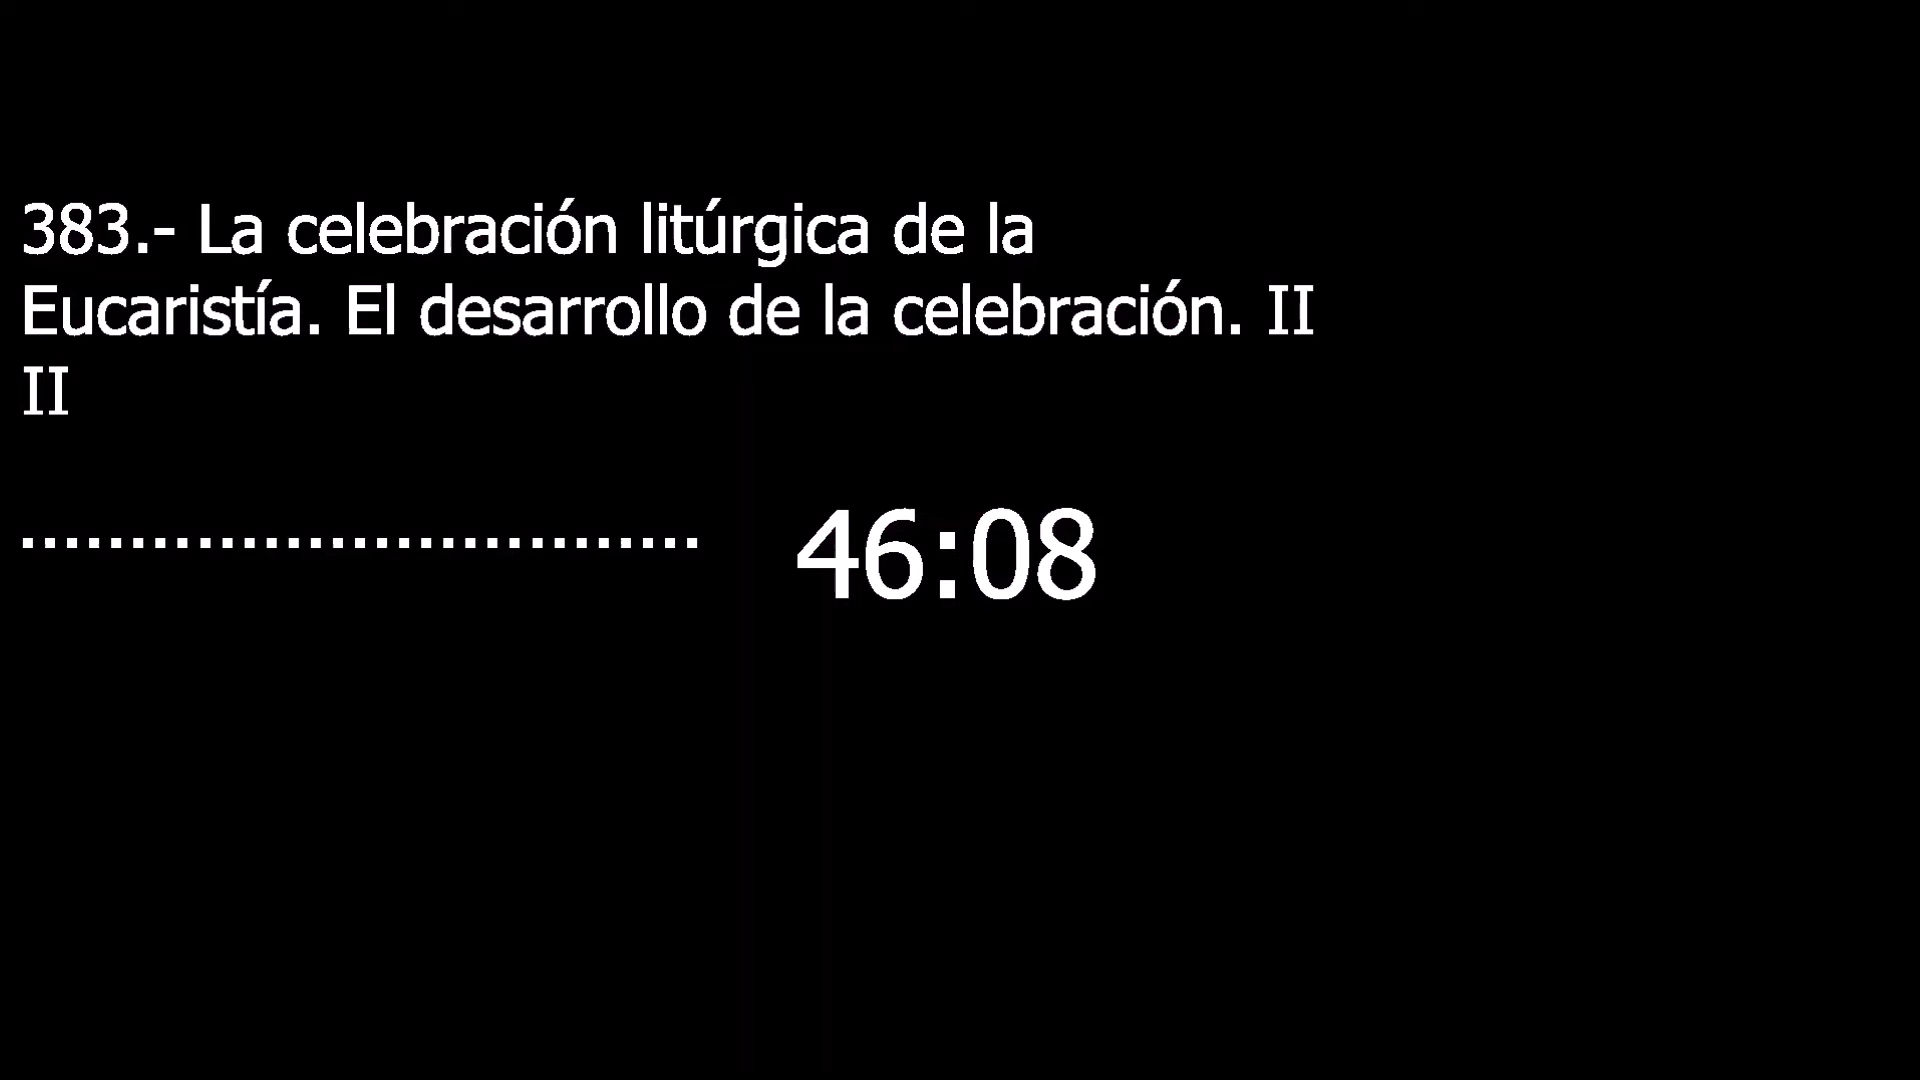 383.- La celebración litúrgica de la
Eucaristía. El desarrollo de la celebración. II
II
............................... 46:08